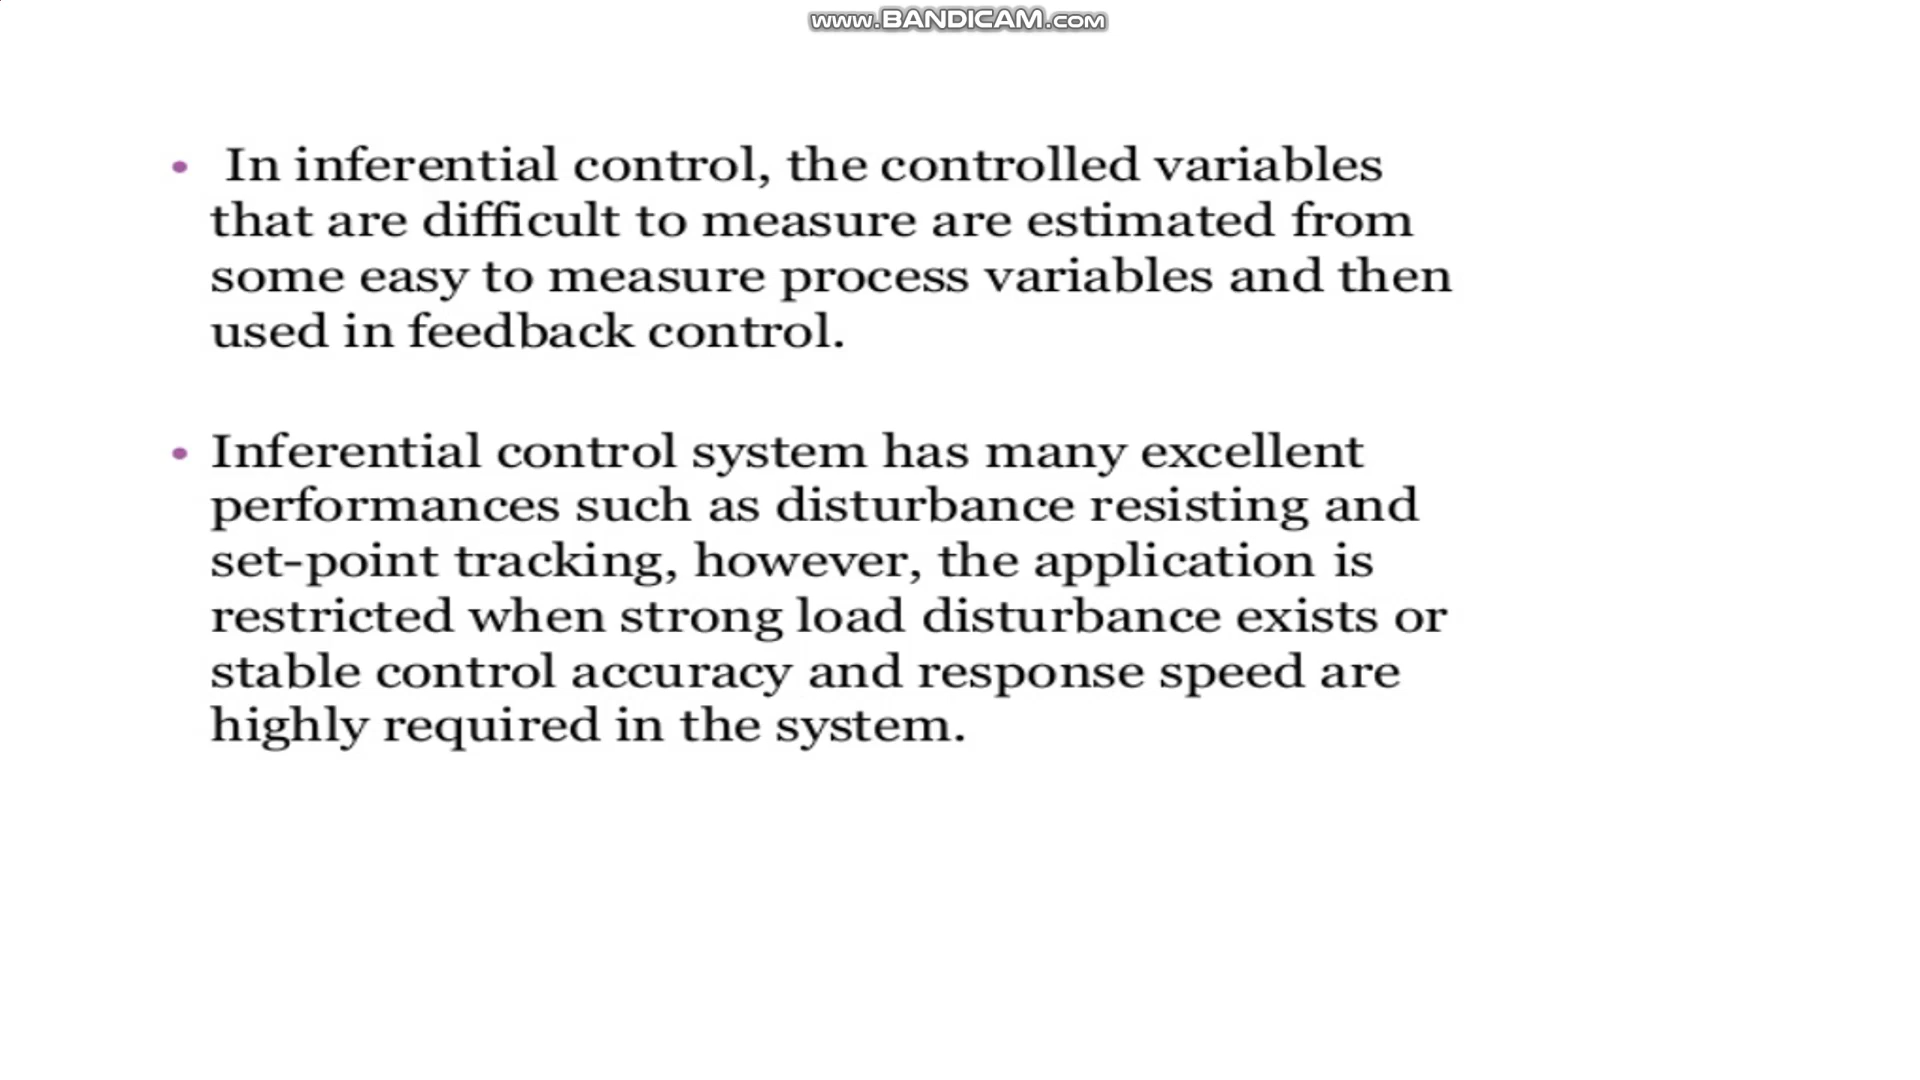 www.BANDICAM.com
• In inferential control, the controlled variables
that are difficult to measure are estimated from
some easy to measure process variables and then
used in feedback control.
• Inferential control system has many excellent
performances such as disturbance resisting and
set-point tracking, however, the application is
restricted when strong load disturbance exists or
stable control accuracy and response speed are
highly required in the system.